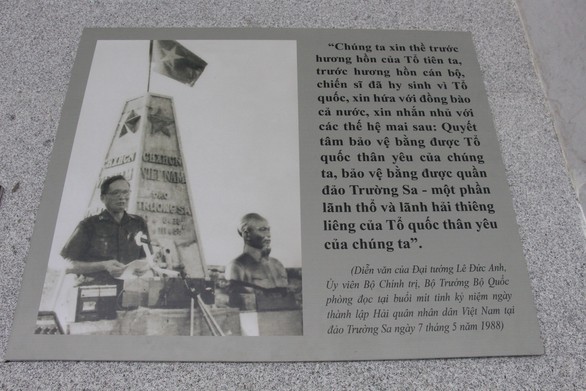 CHXHCN
VIỆT NAM
ĐẢO
TRƯỜNG SA
“Chúng ta xin thề trước
hương hồn của Tổ tiên ta,
trước hương hồn cán bộ,
chiến sĩ đã hy sinh vì Tổ
quốc, xin hứa với đồng bào
cả nước, xin nhắn nhủ với
các thế hệ mai sau: Quyết
tâm bảo vệ bằng được Tổ
quốc thân yêu của chúng
ta, bảo vệ bằng được quần
đảo Trường Sa - một phần
lãnh thổ và lãnh hải thiêng
liêng của Tổ quốc thân yêu
của chúng ta”.
(Diễn văn của Đại tướng Lê Đức Anh,
Ủy viên Bộ Chính trị, Bộ Trưởng Bộ Quốc
phòng đọc tại buổi mít tinh kỷ niệm ngày
thành lập Hải quân nhân dân Việt Nam tại
đảo Trường Sa ngày 7 tháng 5 năm 1988)